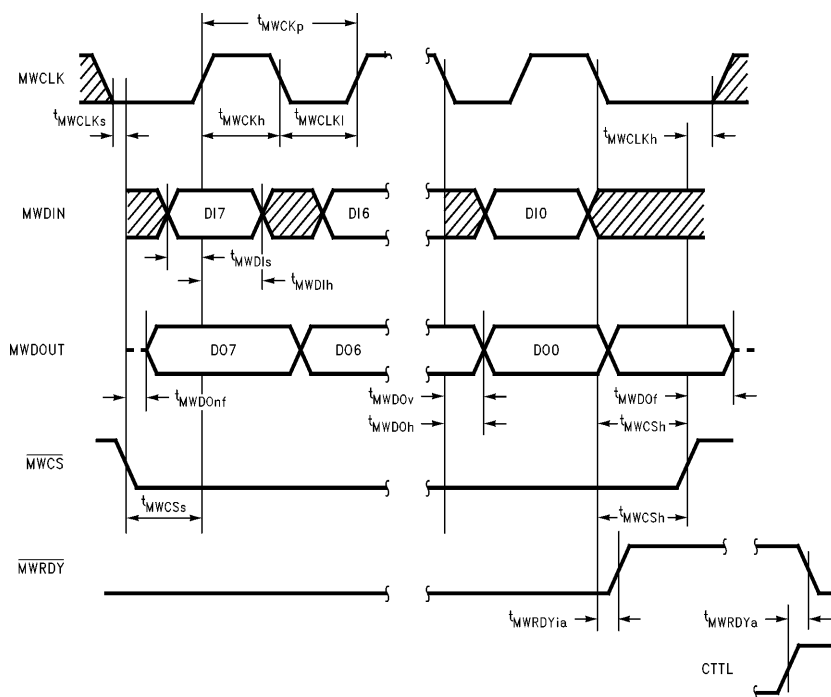 tMWCKp
MWCLK
tMWCLKs
tMWCKh
tMWCLKl
tMWCLKh
MWDIN
DI7
DI6
DI0
tMWDIs
tMWDIh
MWDOUT
DO7
DO6
DO0
tMWDOnf
tMWDOv
tMWDOf
tMWDOh
tMWCSh
MWCS
tMWCSs
tMWCSh
MWRDY
tMWRDYia
tMWRDYa
CTTL